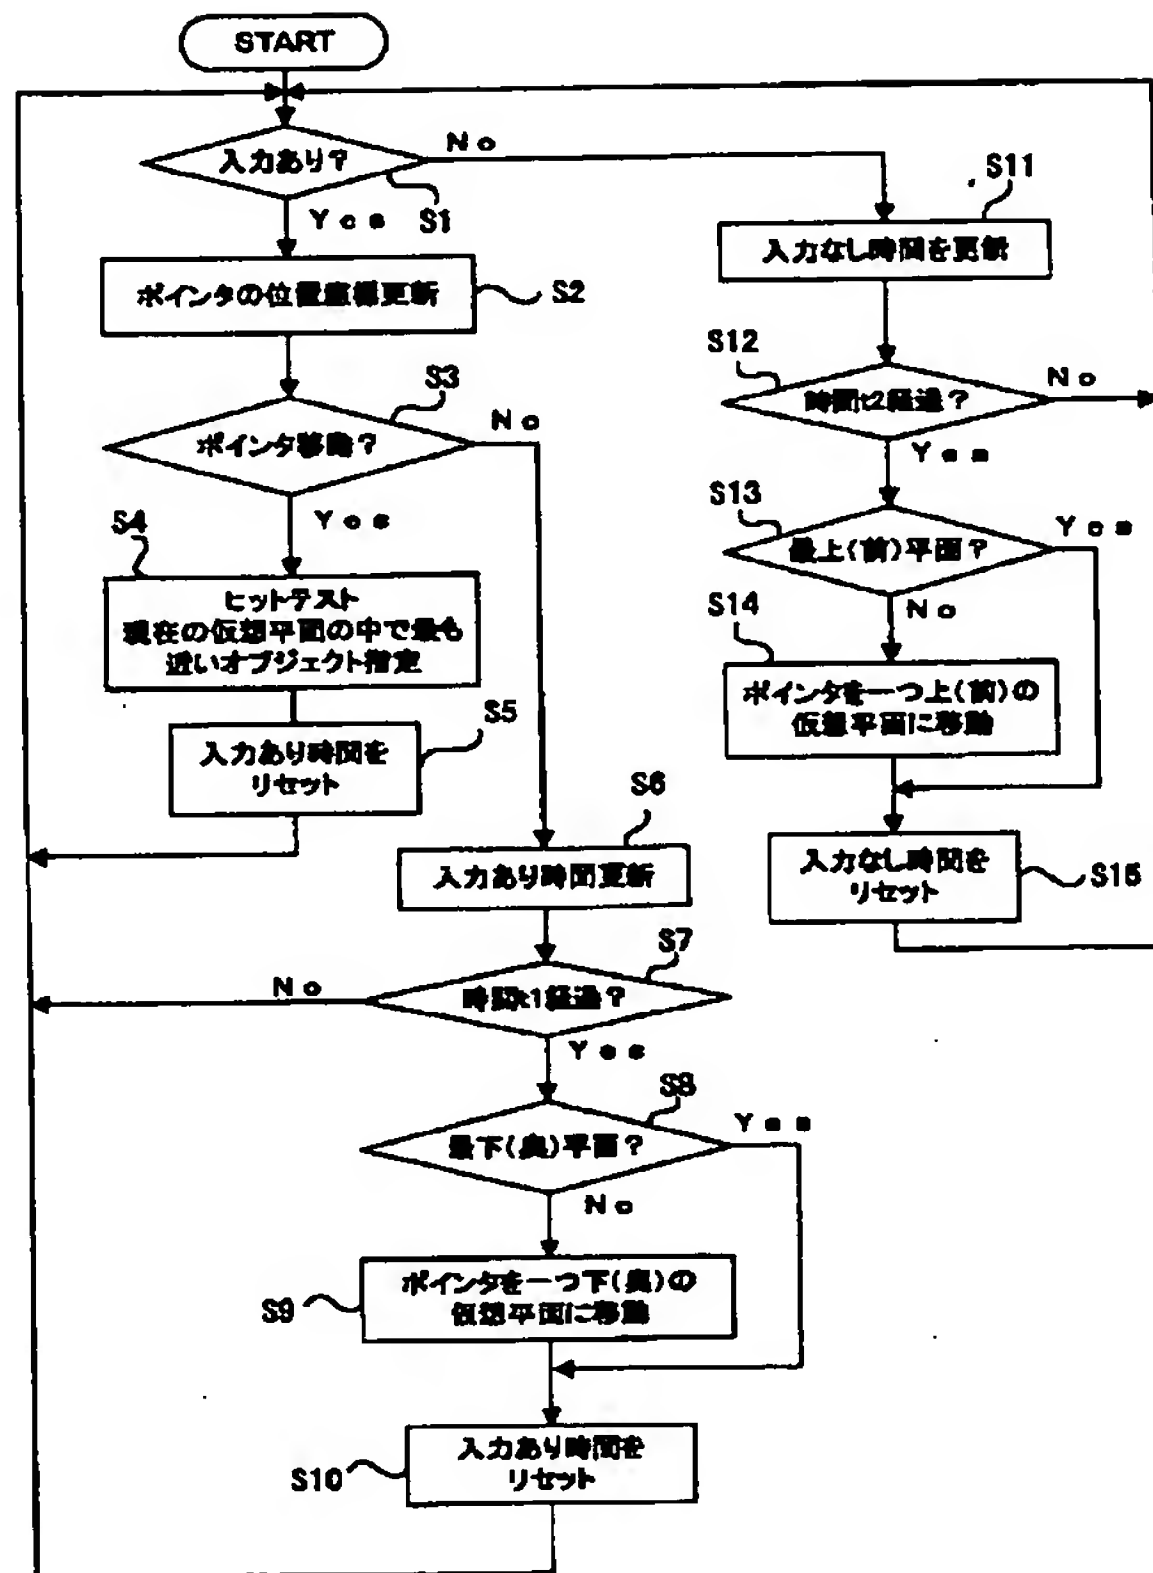 START
入力あり？
No
Yes
S1
ポインタの位置座標更新
S2
S3
ポインタ移動？
No
Yes
S4
ヒットテスト
現在の仮想平面の中で最も
近いオブジェクト指定
S5
入力あり時間を
リセット
S6
入力あり時間更新
S7
時間t1経過？
No
Yes
S8
最下(奥)平面？
Yes
No
S9
ポインタを一つ下(奥)の
仮想平面に移動
S10
入力あり時間を
リセット
S11
入力なし時間を更新
S12
時間t2経過？
No
Yes
S13
最上(前)平面？
Yes
No
S14
ポインタを一つ上(前)の
仮想平面に移動
入力なし時間を
リセット
S15